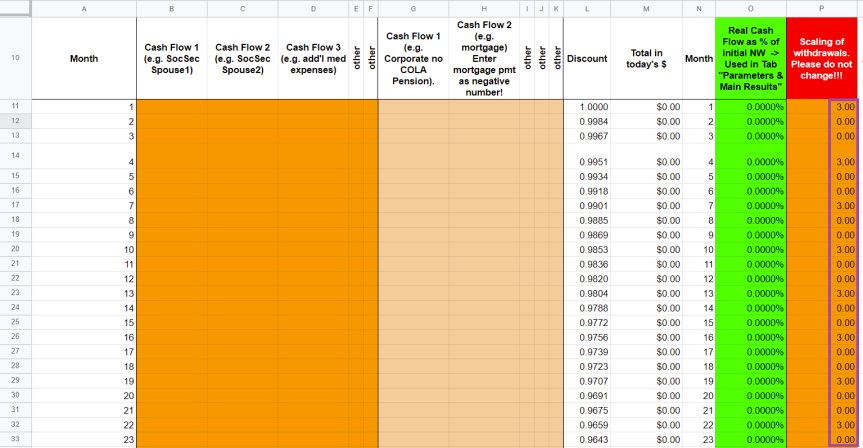 A B C D E F G H I J K L M N O P
10 Month Cash Flow 1 (e.g. SocSec Spouse1) Cash Flow 2 (e.g. SocSec Spouse2) Cash Flow 3 (e.g. add'l med expenses) other other Cash Flow 1 (e.g. Corporate no COLA Pension). Cash Flow 2 (e.g. mortgage) Enter mortgage pmt as negative number! other other other Discount Total in today's $ Month Real Cash Flow as % of initial NW -> Used in Tab "Parameters & Main Results" Scaling of withdrawals. Please do not change!!!
11 1 1.0000 $0.00 1 0.0000% 3.00
12 2 0.9984 $0.00 2 0.0000% 0.00
13 3 0.9967 $0.00 3 0.0000% 0.00
14 4 0.9951 $0.00 4 0.0000% 3.00
15 5 0.9934 $0.00 5 0.0000% 0.00
16 6 0.9918 $0.00 6 0.0000% 0.00
17 7 0.9901 $0.00 7 0.0000% 3.00
18 8 0.9885 $0.00 8 0.0000% 0.00
19 9 0.9869 $0.00 9 0.0000% 0.00
20 10 0.9853 $0.00 10 0.0000% 3.00
21 11 0.9836 $0.00 11 0.0000% 0.00
22 12 0.9820 $0.00 12 0.0000% 0.00
23 13 0.9804 $0.00 13 0.0000% 3.00
24 14 0.9788 $0.00 14 0.0000% 0.00
25 15 0.9772 $0.00 15 0.0000% 0.00
26 16 0.9756 $0.00 16 0.0000% 3.00
27 17 0.9739 $0.00 17 0.0000% 0.00
28 18 0.9723 $0.00 18 0.0000% 0.00
29 19 0.9707 $0.00 19 0.0000% 3.00
30 20 0.9691 $0.00 20 0.0000% 0.00
31 21 0.9675 $0.00 21 0.0000% 0.00
32 22 0.9659 $0.00 22 0.0000% 3.00
33 23 0.9643 $0.00 23 0.0000% 0.00